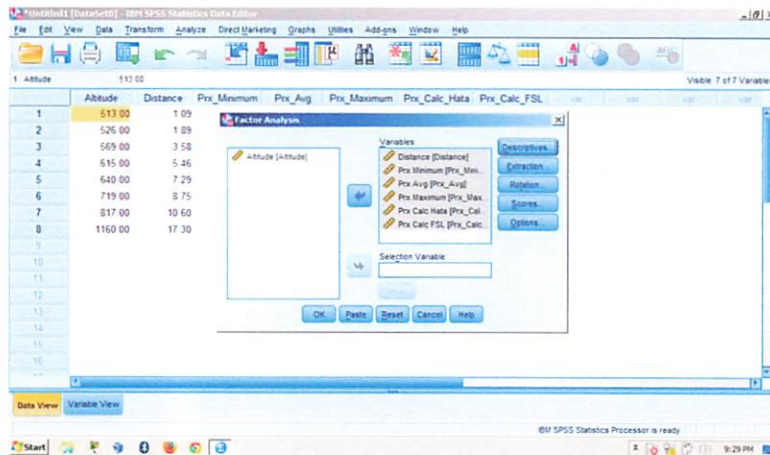 *Untitled1 [DataSet0] - IBM SPSS Statistics Data Editor
File Edit View Data Transform Analyze Direct Marketing Graphs Utilities Add-ons Window Help
1 Altitude 513.00 Visible: 7 of 7 Variables
Altitude Distance Prx_Minimum Prx_Avg Prx_Maximum Prx_Calc_Hata Prx_Calc_FSL var var var var
1 513.00 1.09
2 526.00 1.89
3 569.00 3.58
4 615.00 5.46
5 640.00 7.29
6 719.00 8.75
7 817.00 10.60
8 1160.00 17.30
9
10
11
12
13
14
15
16
Factor Analysis
Altitude [Altitude]
Variables
Distance [Distance]
Prx Minimum [Prx_Mini...
Prx Avg [Prx_Avg]
Prx Maximum [Prx_Max...
Prx Calc Hata [Prx_Cal...
Prx Calc FSL [Prx_Calc...
Descriptives...
Extraction...
Rotation...
Scores...
Options...
Selection Variable
OK Paste Reset Cancel Help
Data View Variable View
IBM SPSS Statistics Processor is ready
Start 9:29 PM